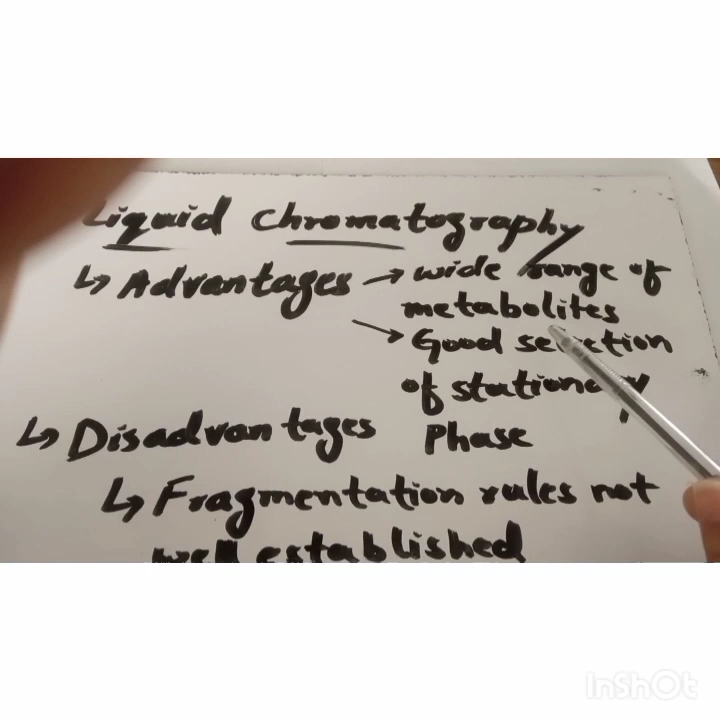 Liquid Chromatography
↳ Advantages → wide range of
metabolites
→ Good selection
of stationary
Phase
↳ Disadvantages
↳ Fragmentation rules not
well established
InShOt